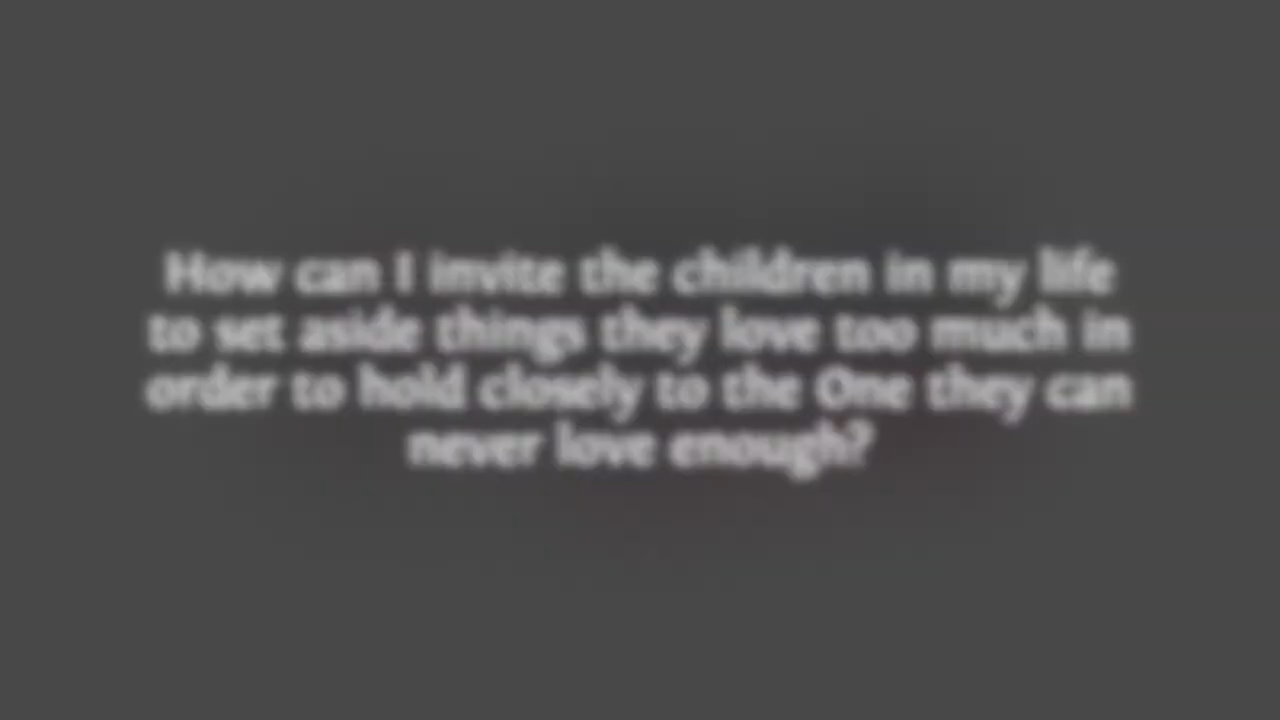 How can I invite the children in my life
to set aside things they love too much in
order to hold closely to the One they can
never love enough?